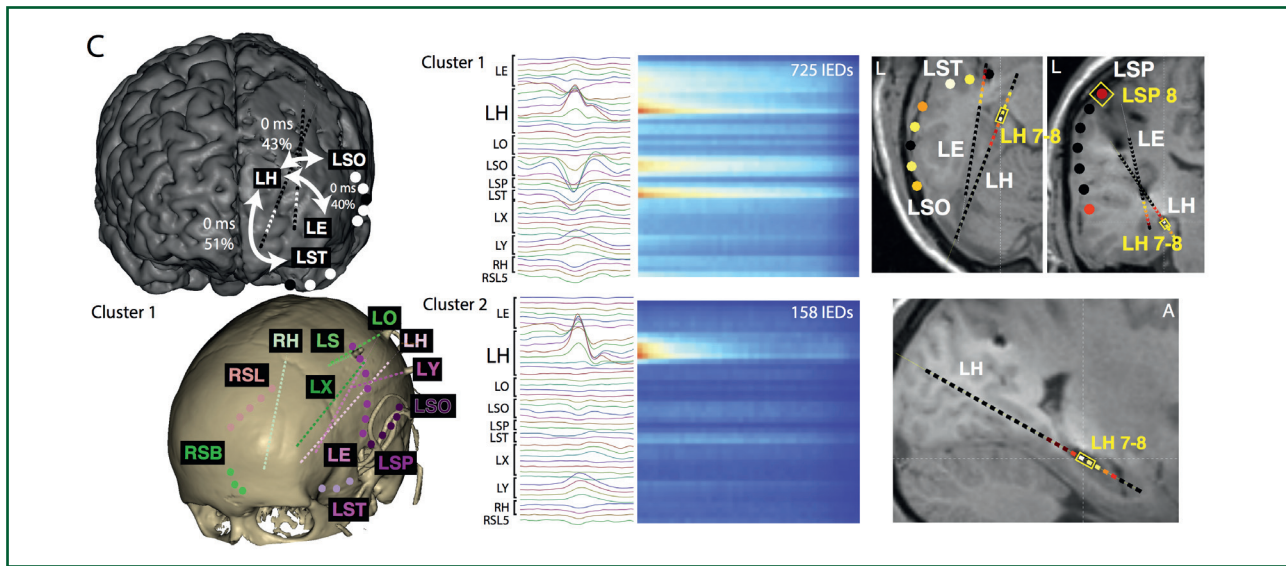 C
0 ms
43%
LSO
LH
0 ms
40%
0 ms
51%
LE
LST
Cluster 1
LO
RH
LS
LH
RSL
LX
LY
LSO
RSB
LE
LSP
LST
Cluster 1
725 IEDs
LE
LH
LO
LSO
LSP
LST
LX
LY
RH
RSL5
Cluster 2
158 IEDs
LE
LH
LO
LSO
LSP
LST
LX
LY
RH
RSL5
L
LST
LH 7-8
LE
LH
LSO
L
LSP
LSP 8
LE
LH
LH 7-8
A
LH
LH 7-8